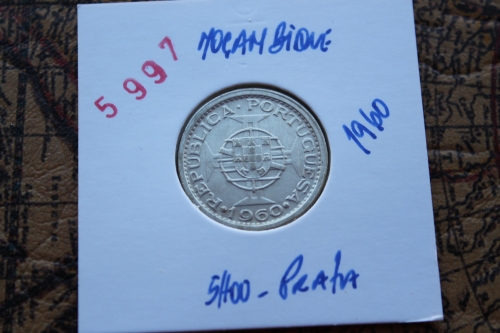 MOÇAMBIQUE
5997
1960
REPUBLICA · PORTUGUESA
· 1960 ·
5$00 - PRATA